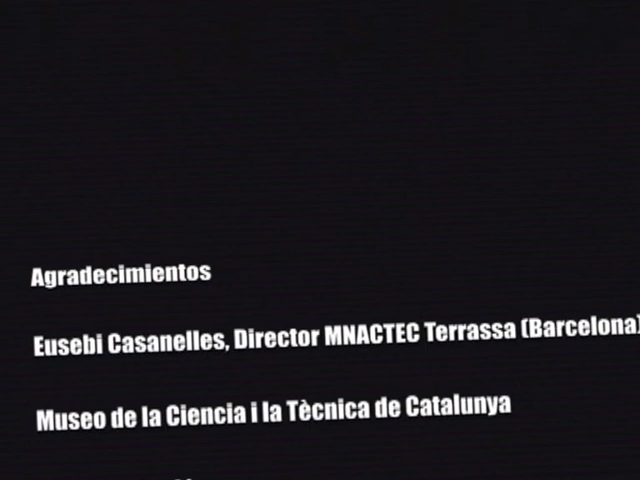 Agradecimientos
Eusebi Casanelles, Director MNACTEC Terrassa (Barcelona)
Museo de la Ciencia i la Tècnica de Catalunya